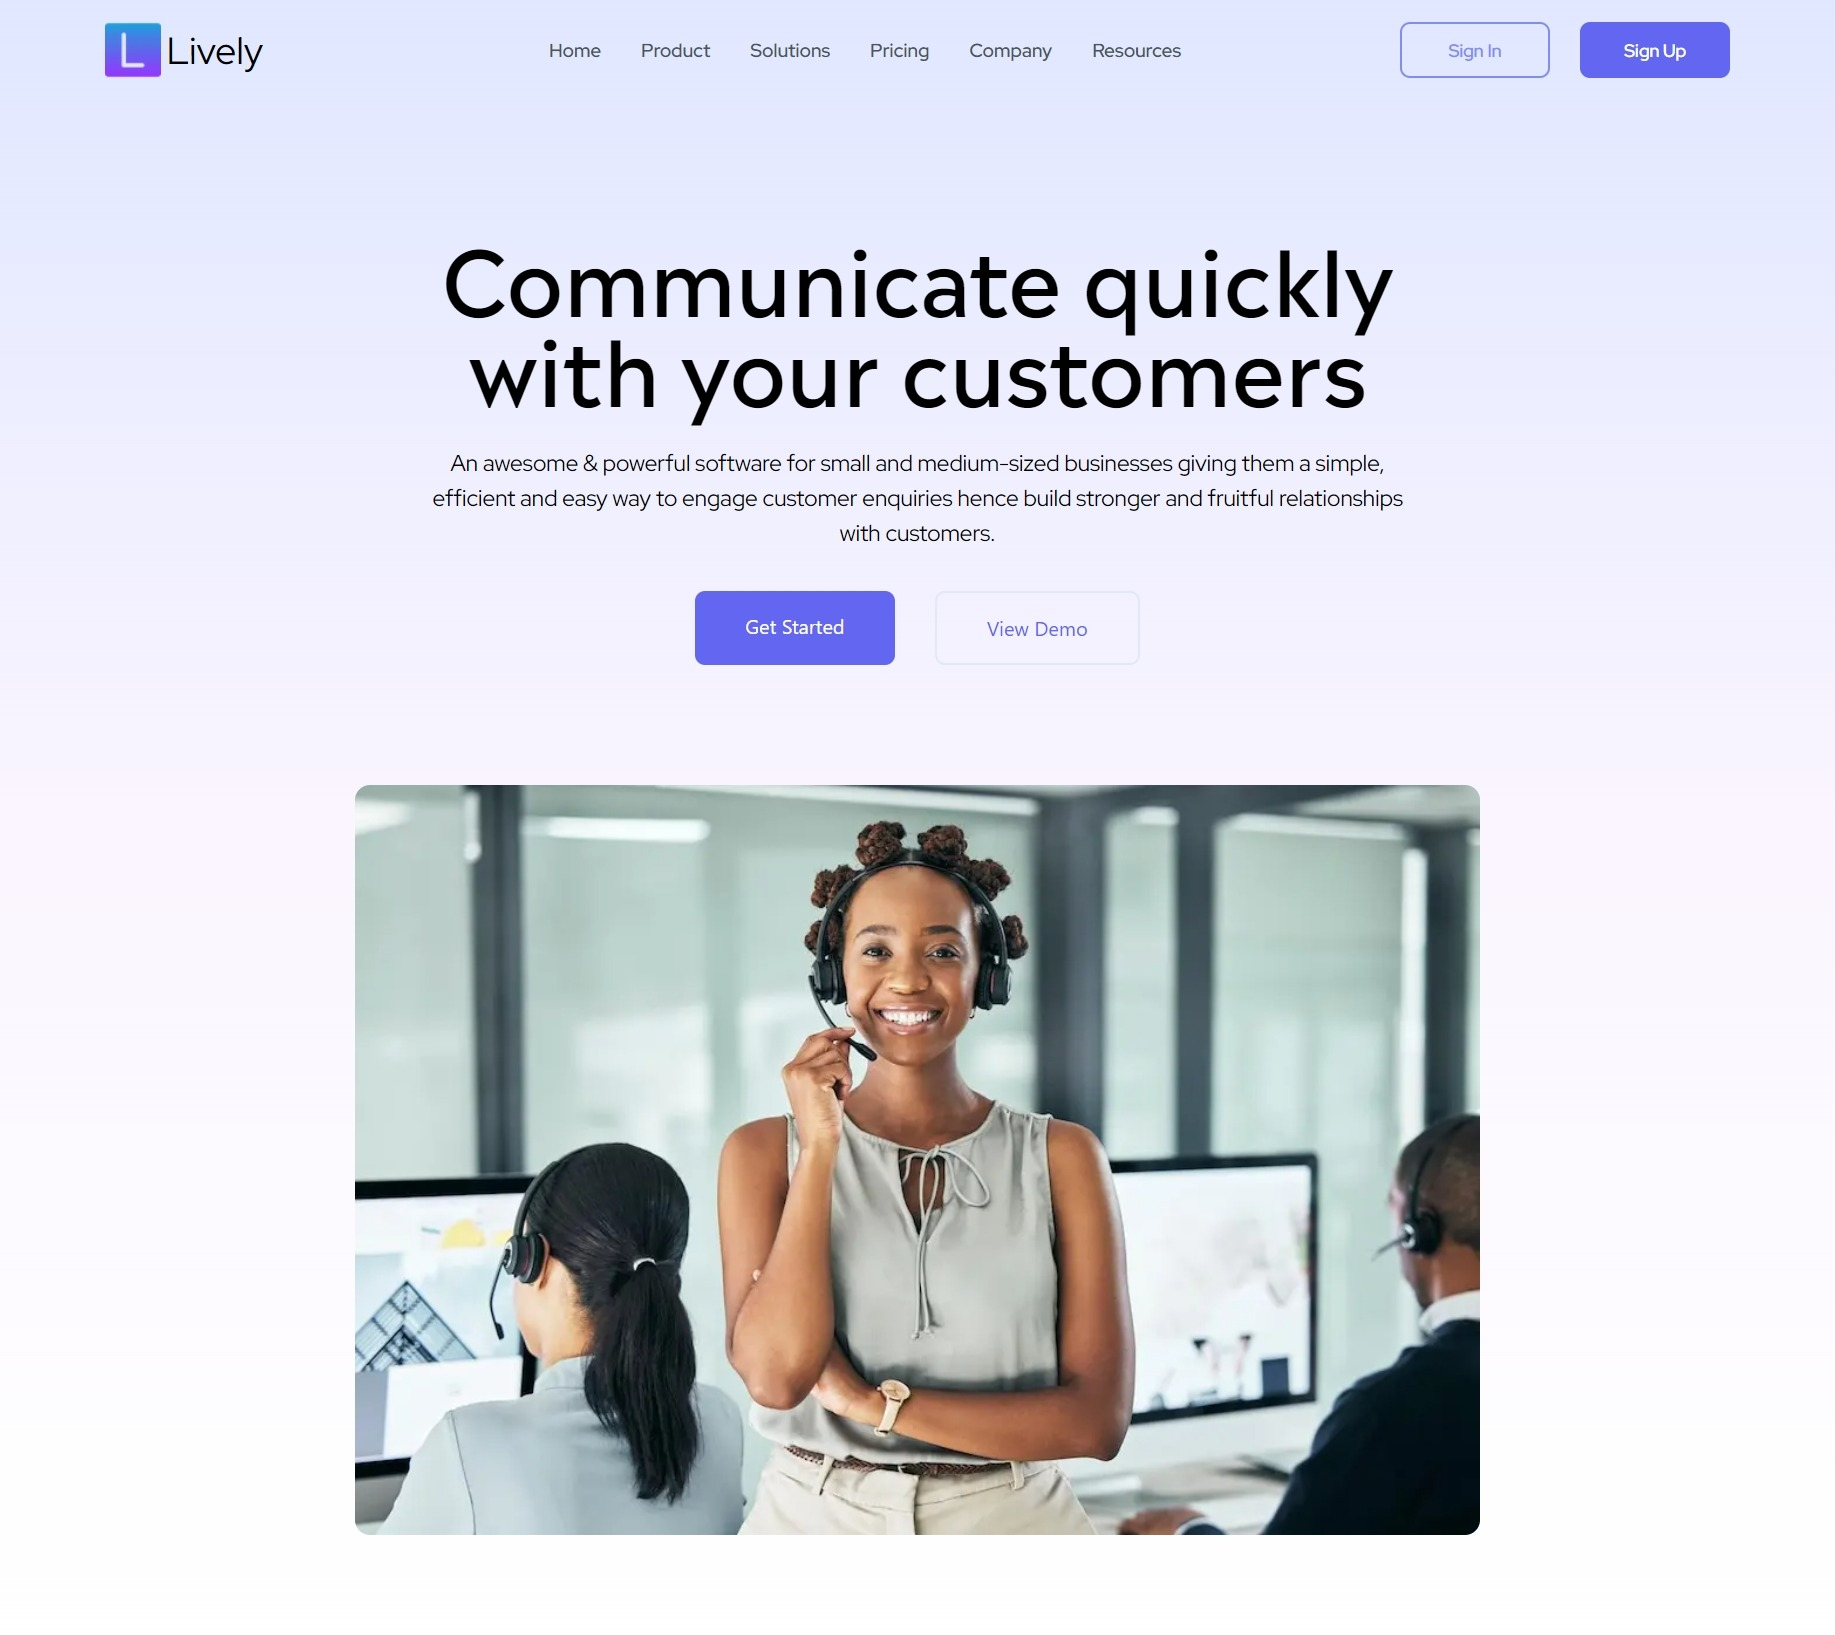 L Lively
Home Product Solutions Pricing Company Resources
Sign In Sign Up
Communicate quickly
with your customers
An awesome & powerful software for small and medium-sized businesses giving them a simple,
efficient and easy way to engage customer enquiries hence build stronger and fruitful relationships
with customers.
Get Started View Demo